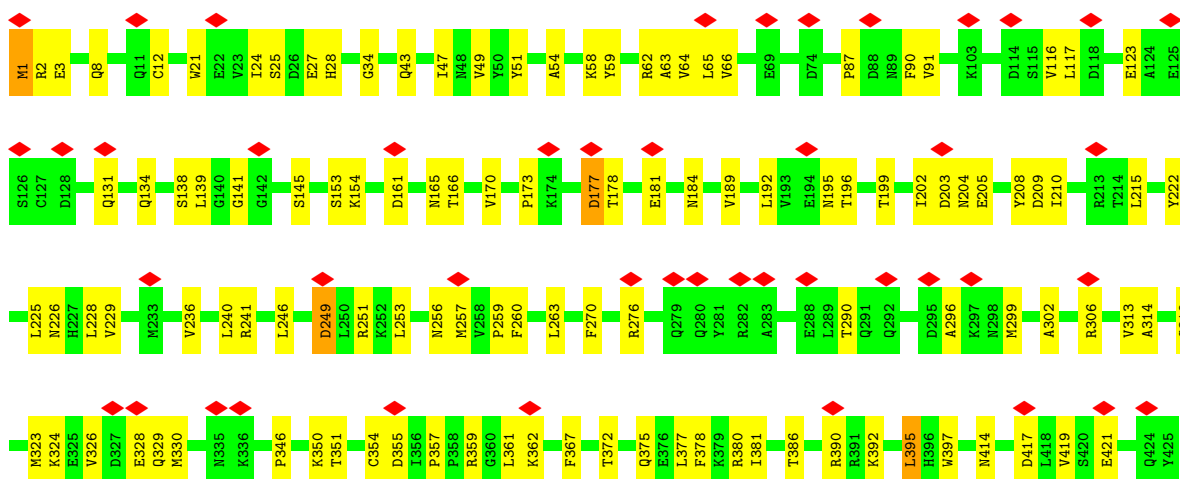 M1 R2 E3 Q8 Q11 C12 W21 E22 V23 I24 S25 D26 E27 H28 G34 Q43 I47 N48 V49 Y50 Y51 A54 K58 Y59 R62 A63 V64 L65 V66 E69 D74 P87 D88 N89 F90 V91 K103 D114 S115 V116 L117 D118 E123 A124 E125
S126 C127 D128 Q131 Q134 S138 L139 G140 G141 G142 S145 S153 K154 D161 N165 T166 V170 P173 K174 D177 T178 E181 N184 V189 L192 V193 E194 N195 T196 T199 I202 D203 N204 E205 Y208 D209 I210 R213 T214 L215 Y222
L225 N226 H227 L228 V229 M233 V236 L240 R241 L246 D249 L250 R251 K252 L253 N256 M257 V258 P259 F260 L263 F270 R276 Q279 Q280 Y281 R282 A283 E288 L289 T290 Q291 Q292 D295 A296 K297 N298 M299 A302 R306 V313 A314
M323 K324 E325 V326 D327 E328 Q329 M330 N335 K336 P346 K350 T351 C354 D355 I356 P357 P358 R359 G360 L361 K362 F367 T372 Q375 E376 L377 F378 K379 R380 I381 T386 R390 R391 K392 L395 H396 W397 N414 D417 L418 V419 S420 E421 Q424 Y425